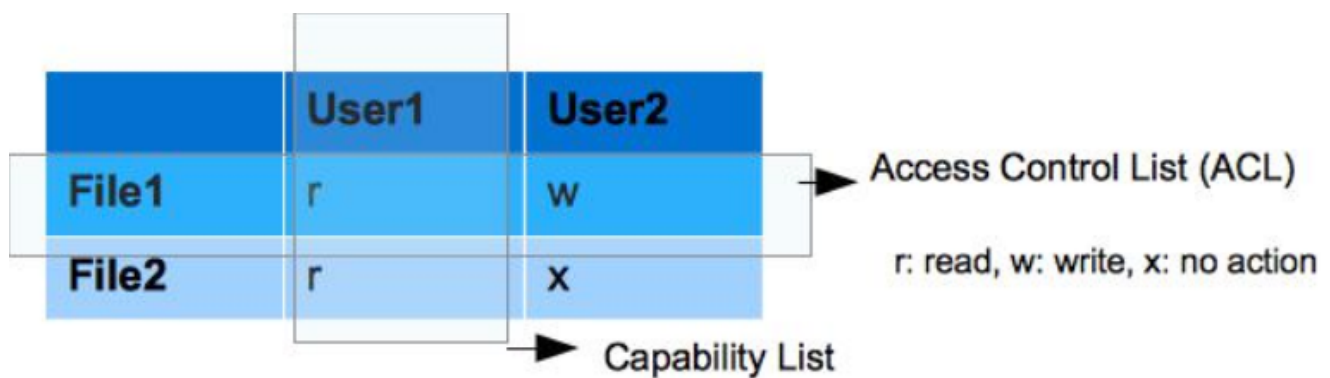 User1 User2
File1 r w
Access Control List (ACL)
File2 r x
r: read, w: write, x: no action
Capability List